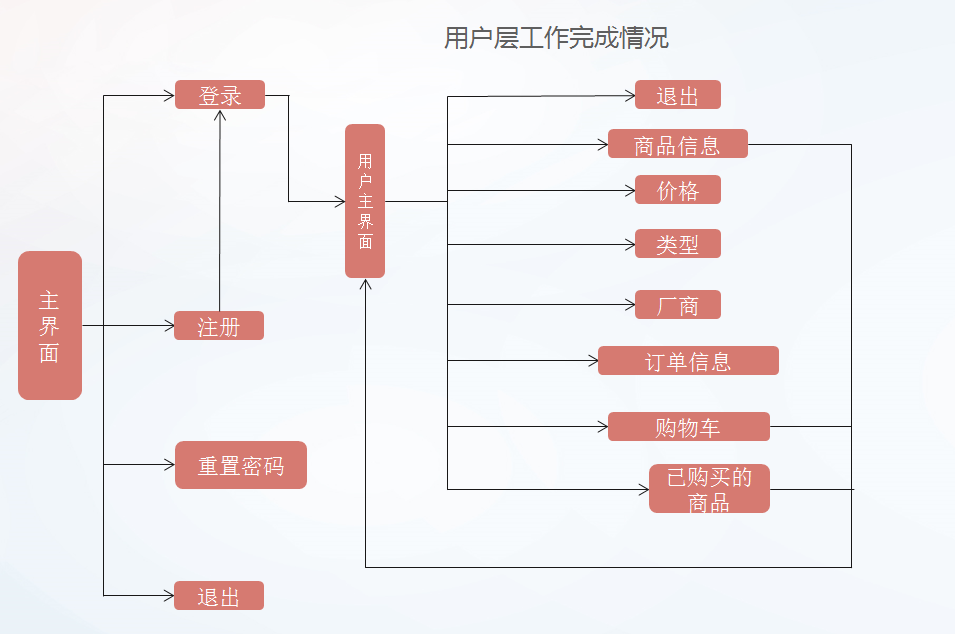 用户层工作完成情况
登录
退出
商品信息
用户主界面
价格
类型
主界面
厂商
注册
订单信息
购物车
重置密码
已购买的
商品
退出